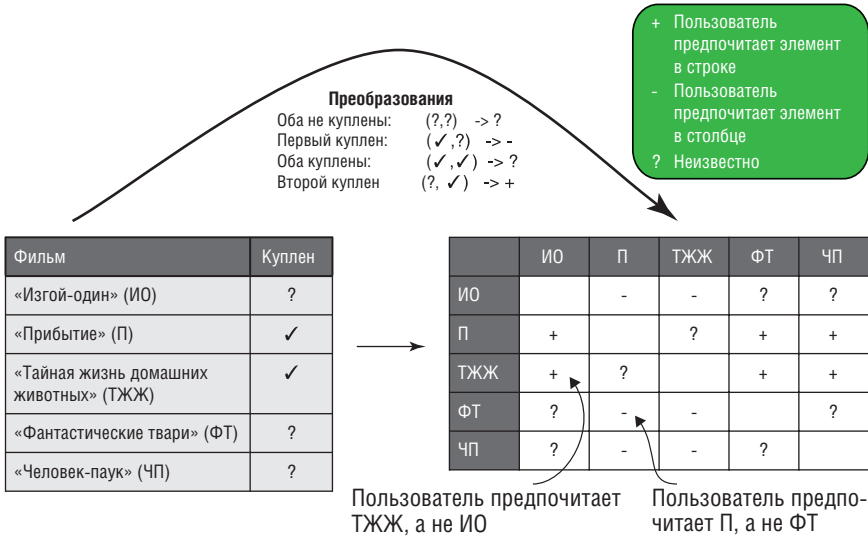 + Пользователь
предпочитает элемент
в строке
- Пользователь
предпочитает элемент
в столбце
? Неизвестно
Преобразования
Оба не куплены: (?,?) -> ?
Первый куплен: (✓,?) -> -
Оба куплены: (✓,✓) -> ?
Второй куплен (?, ✓) -> +
Фильм Куплен
«Изгой-один» (ИО) ?
«Прибытие» (П) ✓
«Тайная жизнь домашних ✓
животных» (ТЖЖ)
«Фантастические твари» (ФТ) ?
«Человек-паук» (ЧП) ?
ИО П ТЖЖ ФТ ЧП
ИО - - ? ?
П + ? + +
ТЖЖ + ? + +
ФТ ? - - ?
ЧП ? - - ?
Пользователь предпочитает
ТЖЖ, а не ИО
Пользователь предпо-
читает П, а не ФТ